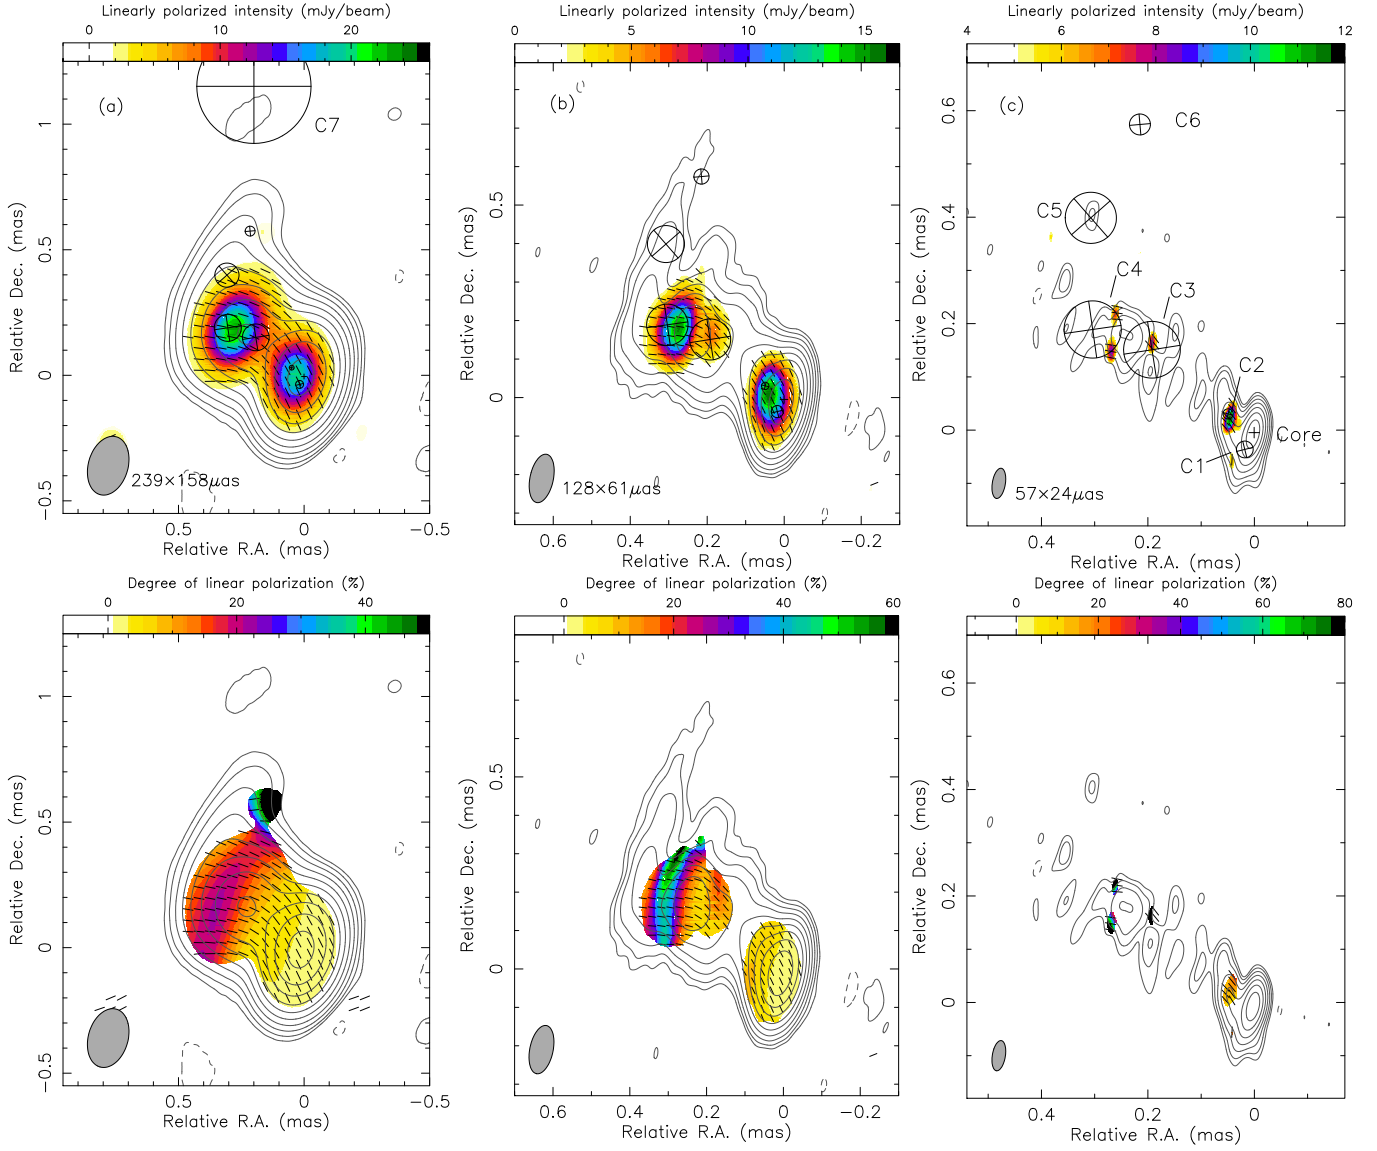 Linearly polarized intensity (mJy/beam)
0 10 20
(a)
C7
Relative Dec. (mas)
1
0.5
0
−0.5
239×158μas
0.5 0 −0.5
Relative R.A. (mas)
Linearly polarized intensity (mJy/beam)
0 5 10 15
(b)
Relative Dec. (mas)
0.5
0
128×61μas
0.6 0.4 0.2 0 −0.2
Relative R.A. (mas)
Linearly polarized intensity (mJy/beam)
4 6 8 10 12
(c)
C6
C5
C4
C3
C2
Core
C1
Relative Dec. (mas)
0.6
0.4
0.2
0
57×24μas
0.4 0.2 0
Relative R.A. (mas)
Degree of linear polarization (%)
0 20 40
Relative Dec. (mas)
1
0.5
0
−0.5
0.5 0 −0.5
Relative R.A. (mas)
Degree of linear polarization (%)
0 20 40 60
Relative Dec. (mas)
0.5
0
0.6 0.4 0.2 0 −0.2
Relative R.A. (mas)
Degree of linear polarization (%)
0 20 40 60 80
Relative Dec. (mas)
0.6
0.4
0.2
0
0.4 0.2 0
Relative R.A. (mas)